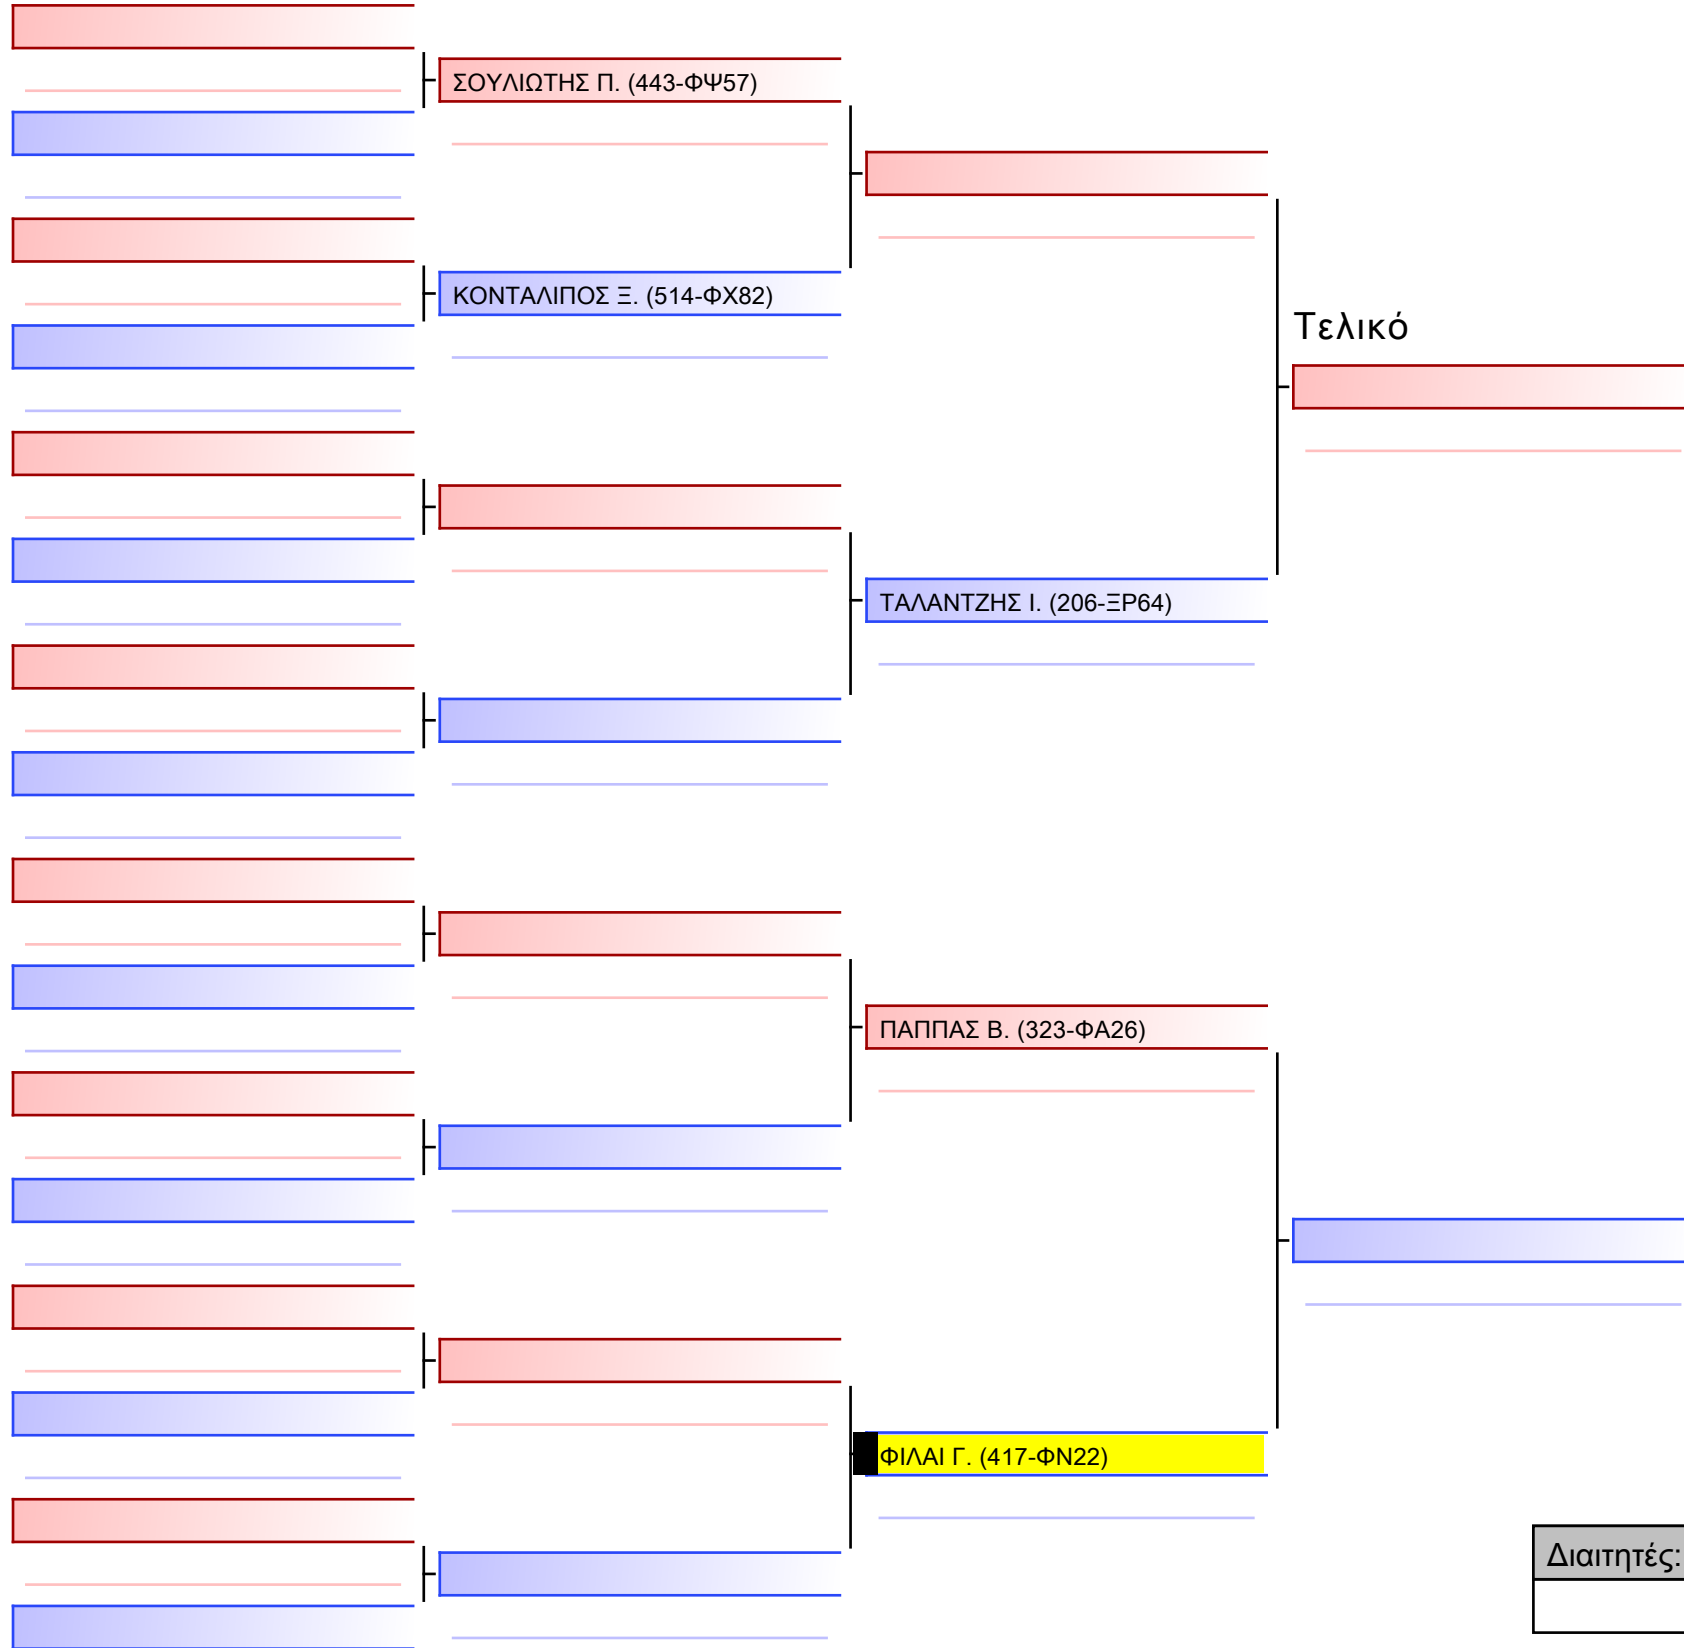 ΣΟΥΛΙΩΤΗΣ Π. (443-ΦΨ57)
ΚΟΝΤΑΛΙΠΟΣ Ξ. (514-ΦΧ82)
Τελικό
ΤΑΛΑΝΤΖΗΣ Ι. (206-ΞΡ64)
ΠΑΠΠΑΣ Β. (323-ΦΑ26)
ΦΙΛΑΙ Γ. (417-ΦΝ22)
Διαιτητές: